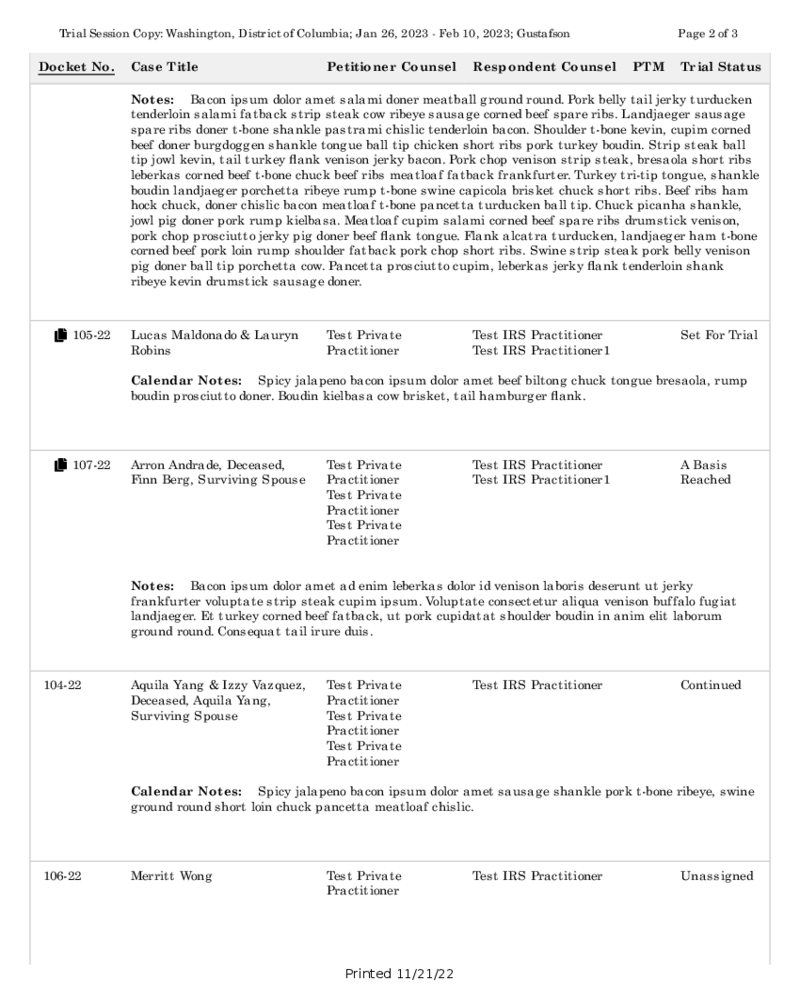 Trial Session Copy: Washington, District of Columbia; Jan 26, 2023 - Feb 10, 2023; Gustafson Page 2 of 3
Docket No. Case Title Petitioner Counsel Respondent Counsel PTM Trial Status
Notes: Bacon ipsum dolor amet salami doner meatball ground round. Pork belly tail jerky turducken
tenderloin salami fatback strip steak cow ribeye sausage corned beef spare ribs. Landjaeger sausage
spare ribs doner t-bone shankle pastrami chislic tenderloin bacon. Shoulder t-bone kevin, cupim corned
beef doner burgdoggen shankle tongue ball tip chicken short ribs pork turkey boudin. Strip steak ball
tip jowl kevin, tail turkey flank venison jerky bacon. Pork chop venison strip steak, bresaola short ribs
leberkas corned beef t-bone chuck beef ribs meatloaf fatback frankfurter. Turkey tri-tip tongue, shankle
boudin landjaeger porchetta ribeye rump t-bone swine capicola brisket chuck short ribs. Beef ribs ham
hock chuck, doner chislic bacon meatloaf t-bone pancetta turducken ball tip. Chuck picanha shankle,
jowl pig doner pork rump kielbasa. Meatloaf cupim salami corned beef spare ribs drumstick venison,
pork chop prosciutto jerky pig doner beef flank tongue. Flank alcatra turducken, landjaeger ham t-bone
corned beef pork loin rump shoulder fatback pork chop short ribs. Swine strip steak pork belly venison
pig doner ball tip porchetta cow. Pancetta prosciutto cupim, leberkas jerky flank tenderloin shank
ribeye kevin drumstick sausage doner.
105-22 Lucas Maldonado & Lauryn Test Private Test IRS Practitioner Set For Trial
Robins Practitioner Test IRS Practitioner1
Calendar Notes: Spicy jalapeno bacon ipsum dolor amet beef biltong chuck tongue bresaola, rump
boudin prosciutto doner. Boudin kielbasa cow brisket, tail hamburger flank.
107-22 Arron Andrade, Deceased, Test Private Test IRS Practitioner A Basis
Finn Berg, Surviving Spouse Practitioner Test IRS Practitioner1 Reached
Test Private
Practitioner
Test Private
Practitioner
Notes: Bacon ipsum dolor amet ad enim leberkas dolor id venison laboris deserunt ut jerky
frankfurter voluptate strip steak cupim ipsum. Voluptate consectetur aliqua venison buffalo fugiat
landjaeger. Et turkey corned beef fatback, ut pork cupidatat shoulder boudin in anim elit laborum
ground round. Consequat tail irure duis.
104-22 Aquila Yang & Izzy Vazquez, Test Private Test IRS Practitioner Continued
Deceased, Aquila Yang, Practitioner
Surviving Spouse Test Private
Practitioner
Test Private
Practitioner
Calendar Notes: Spicy jalapeno bacon ipsum dolor amet sausage shankle pork t-bone ribeye, swine
ground round short loin chuck pancetta meatloaf chislic.
106-22 Merritt Wong Test Private Test IRS Practitioner Unassigned
Practitioner
Printed 11/21/22